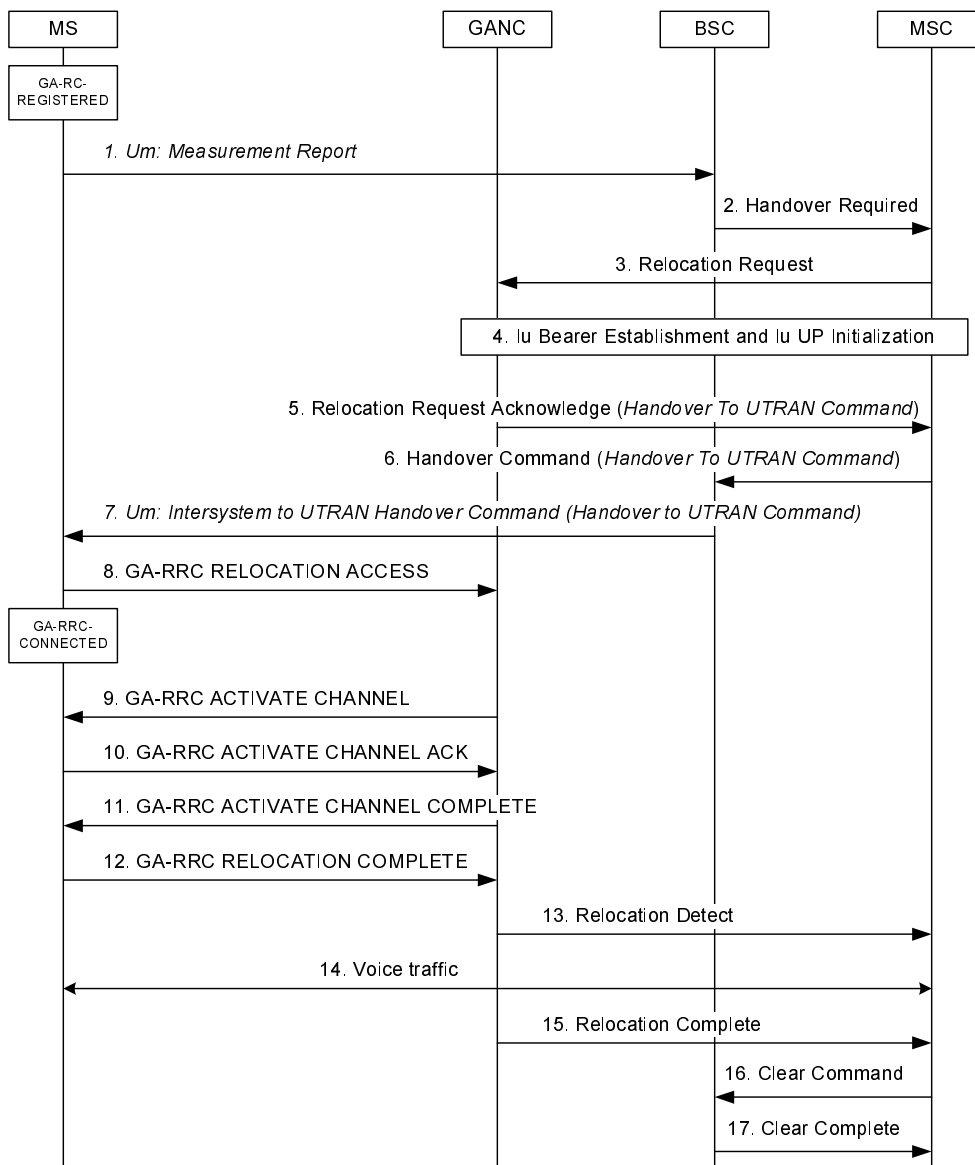 MS
GANC
BSC
MSC
GA-RC-
REGISTERED
1. Um: Measurement Report
2. Handover Required
3. Relocation Request
4. Iu Bearer Establishment and Iu UP Initialization
5. Relocation Request Acknowledge (Handover To UTRAN Command)
6. Handover Command (Handover To UTRAN Command)
7. Um: Intersystem to UTRAN Handover Command (Handover to UTRAN Command)
8. GA-RRC RELOCATION ACCESS
GA-RRC-
CONNECTED
9. GA-RRC ACTIVATE CHANNEL
10. GA-RRC ACTIVATE CHANNEL ACK
11. GA-RRC ACTIVATE CHANNEL COMPLETE
12. GA-RRC RELOCATION COMPLETE
13. Relocation Detect
14. Voice traffic
15. Relocation Complete
16. Clear Command
17. Clear Complete